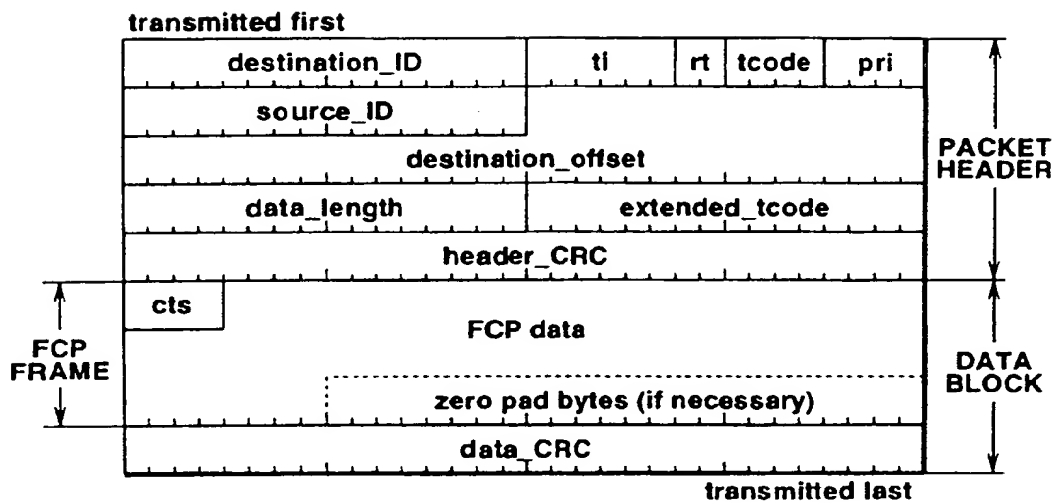 transmitted first
destination_ID tl rt tcode pri
source_ID
destination_offset
PACKET
HEADER
data_length extended_tcode
header_CRC
cts
FCP data
FCP
FRAME
DATA
BLOCK
zero pad bytes (if necessary)
data_CRC
transmitted last